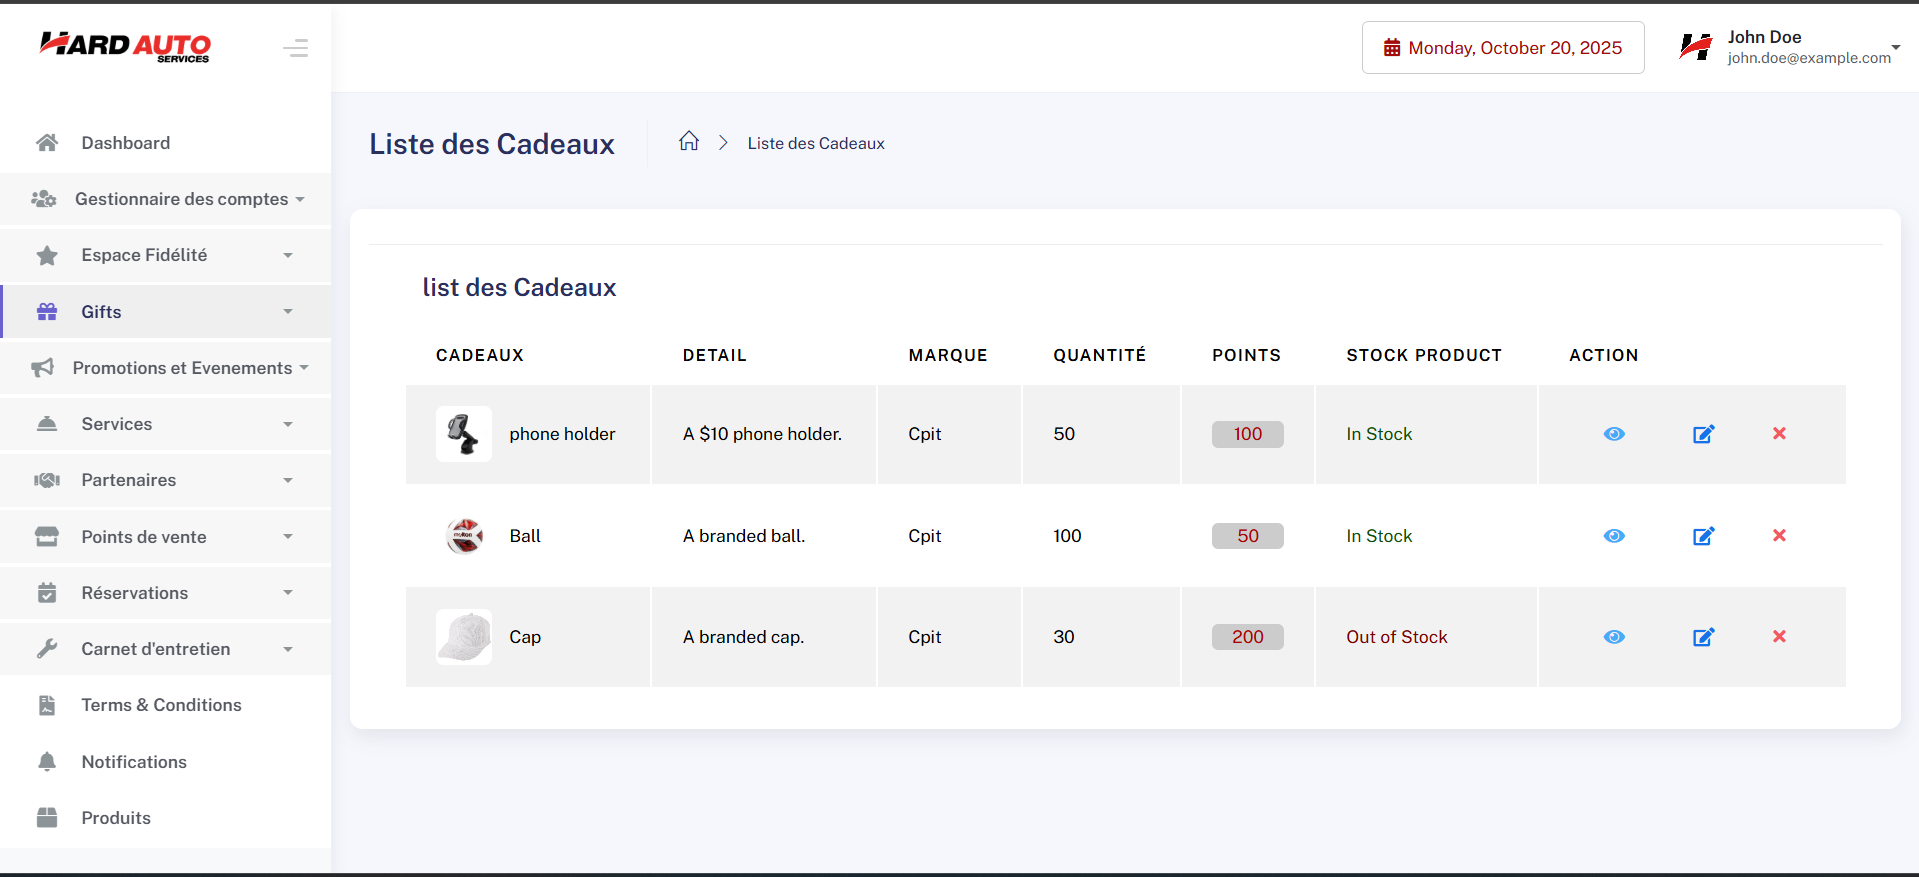 HARD AUTO
SERVICES
Monday, October 20, 2025
John Doe
john.doe@example.com
Dashboard
Gestionnaire des comptes
Espace Fidélité
Gifts
Promotions et Evenements
Services
Partenaires
Points de vente
Réservations
Carnet d'entretien
Terms & Conditions
Notifications
Produits
Liste des Cadeaux
Liste des Cadeaux
list des Cadeaux
CADEAUX DETAIL MARQUE QUANTITÉ POINTS STOCK PRODUCT ACTION
phone holder A $10 phone holder. Cpit 50 100 In Stock
Ball A branded ball. Cpit 100 50 In Stock
Cap A branded cap. Cpit 30 200 Out of Stock